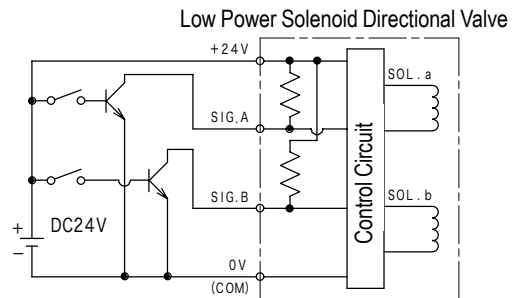 Low Power Solenoid Directional Valve
+24V
SOL.a
SIG.A
Control Circuit
SIG.B
SOL.b
+
DC24V
−
0V
(COM)